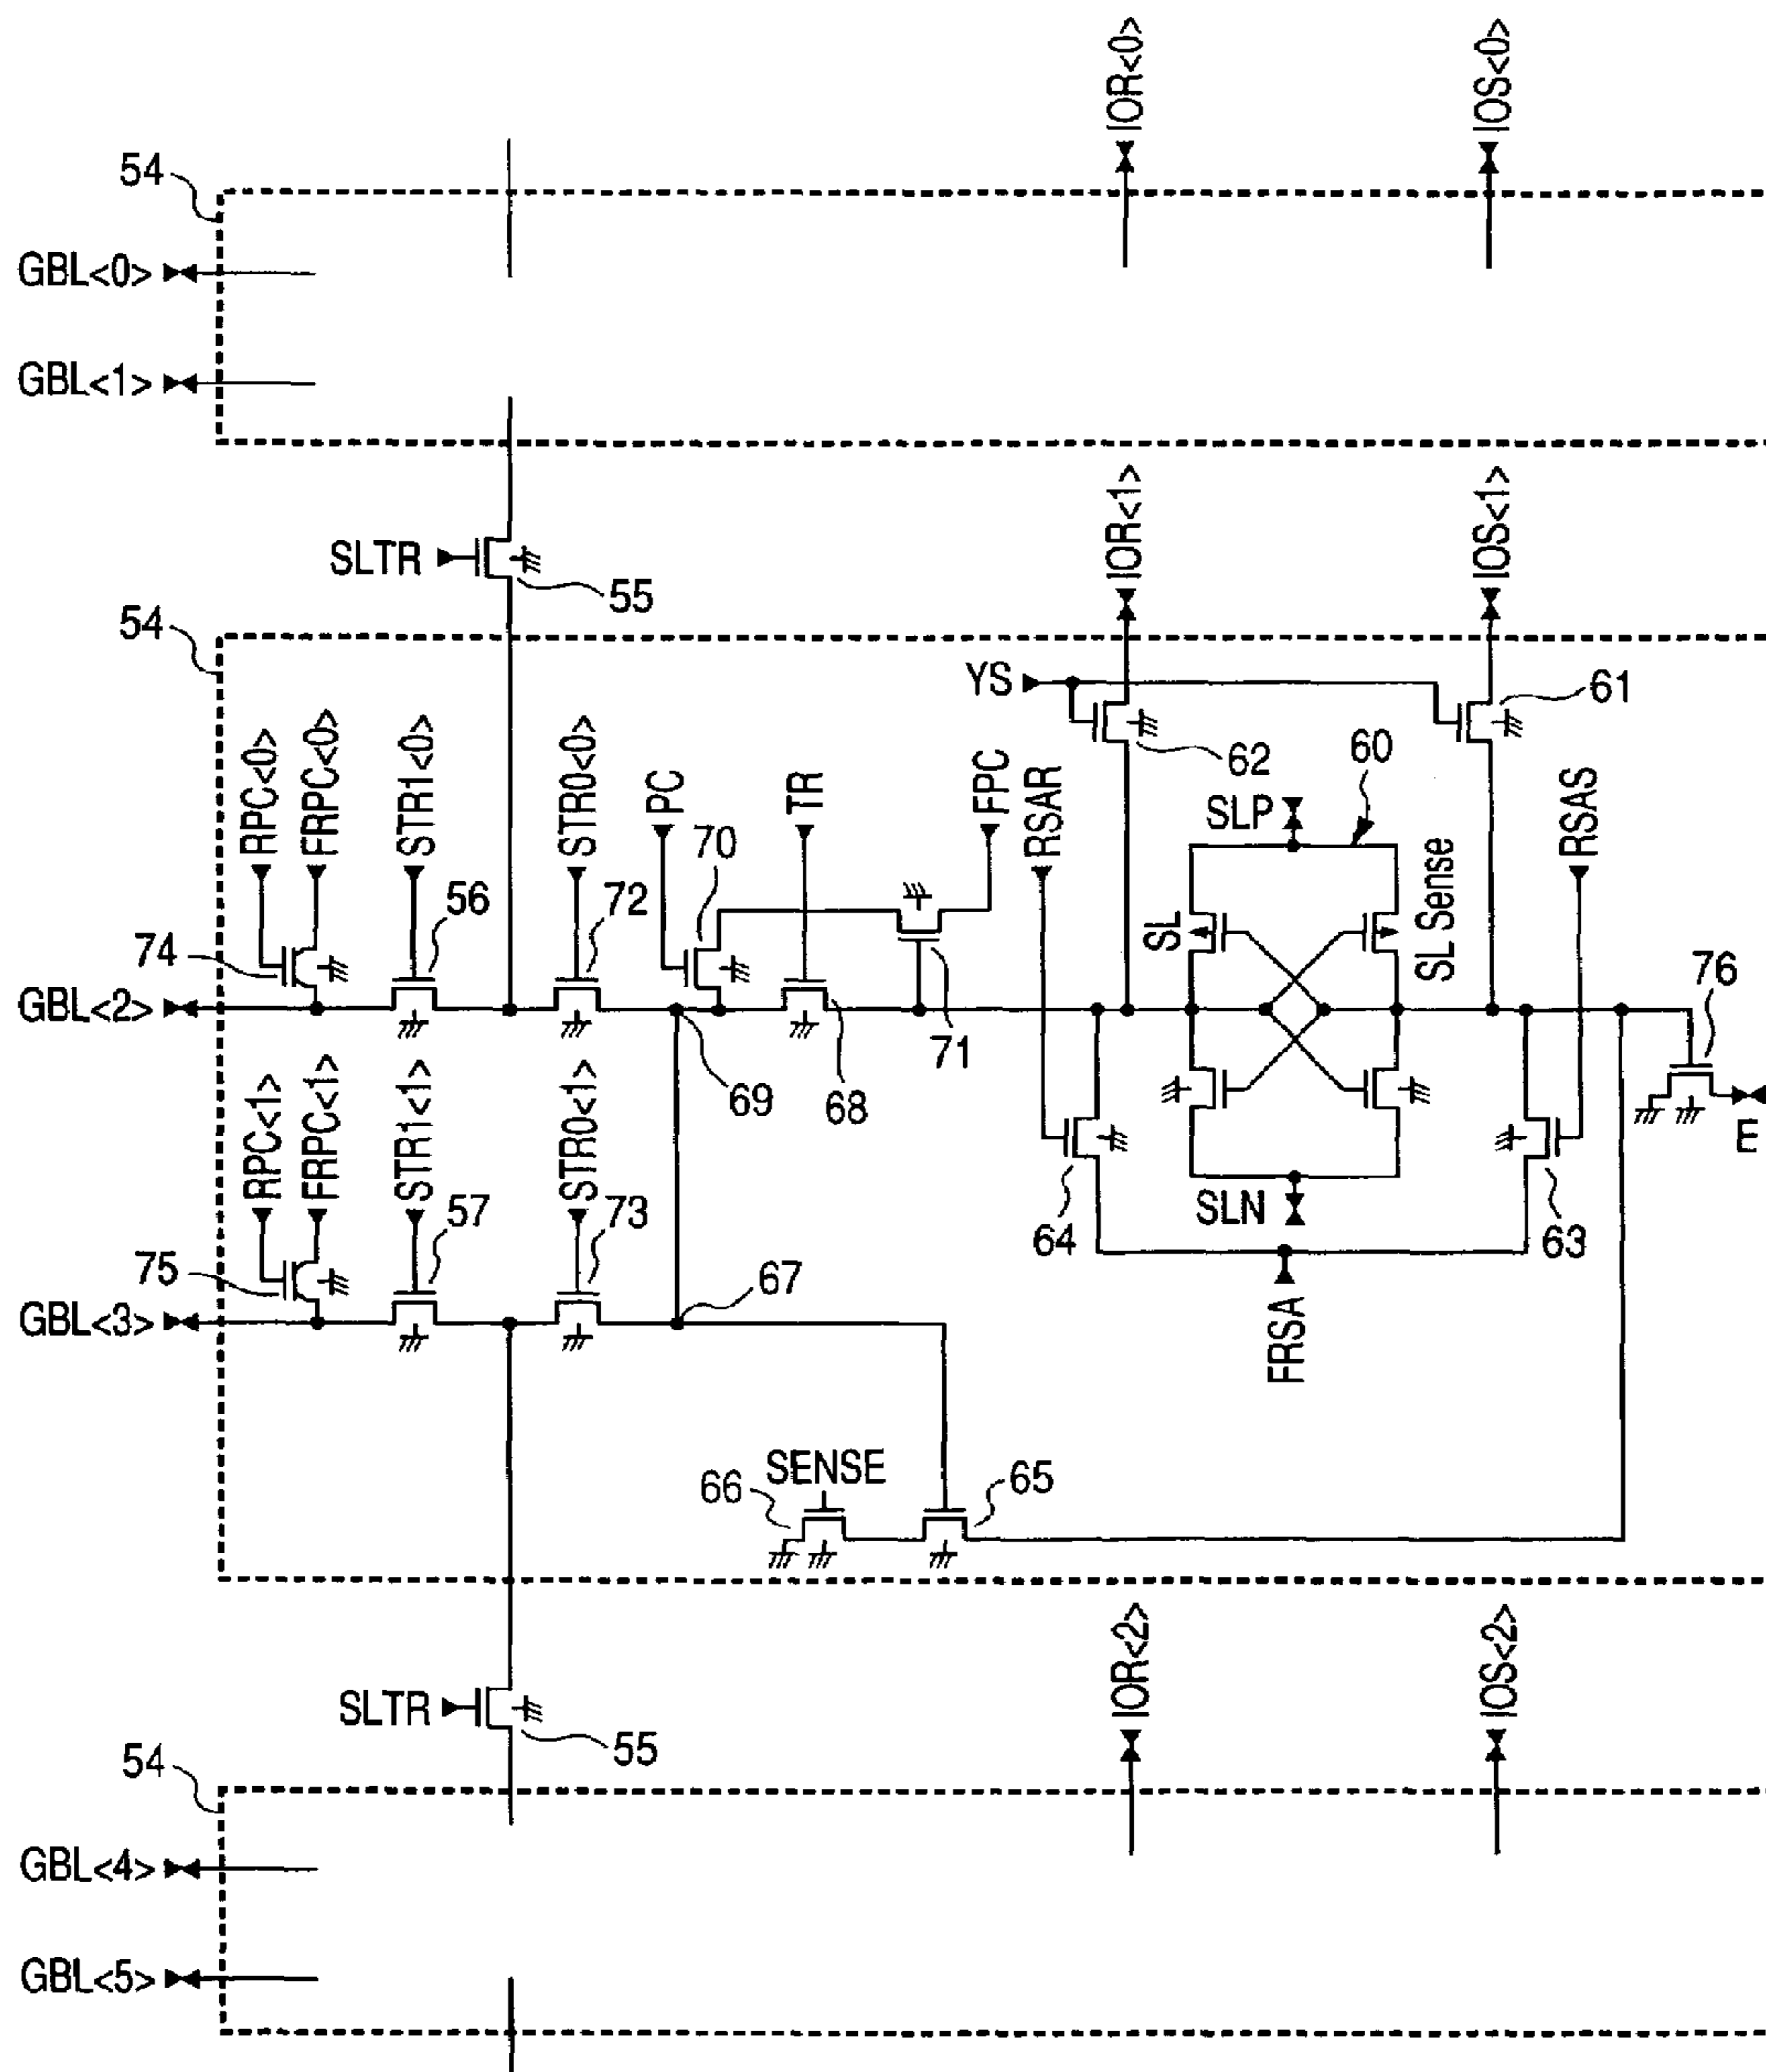 IOR<0>
IOS<0>
54
GBL<0>
GBL<1>
IOR<1>
IOS<1>
SLTR
55
54
YS
61
62
60
RPC<0>
FRPC<0>
STR1<0>
STR0<0>
PC
TR
FPC
RSAR
SLP
RSAS
56
72
70
SL
SL Sense
74
76
GBL<2>
71
69
68
RPC<1>
FRPC<1>
STR1<1>
STR0<1>
E
57
73
64
SLN
63
75
67
GBL<3>
FRSA
SENSE
66
65
SLTR
55
IOR<2>
IOS<2>
54
GBL<4>
GBL<5>